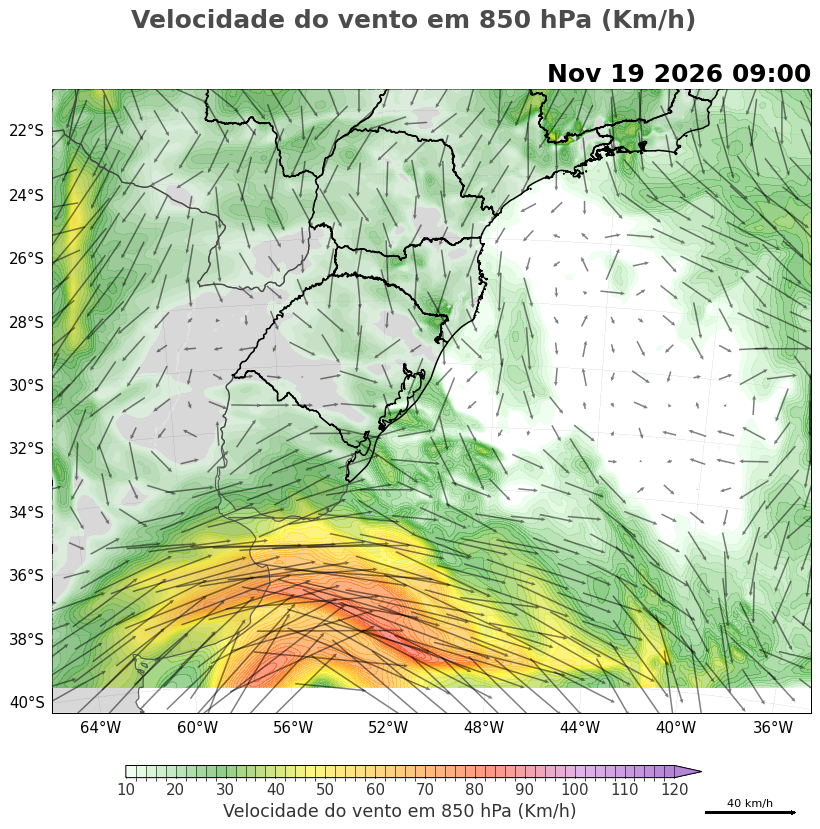 Velocidade do vento em 850 hPa (Km/h)
Nov 19 2026 09:00
22°S
24°S
26°S
28°S
30°S
32°S
34°S
36°S
38°S
40°S
64°W 60°W 56°W 52°W 48°W 44°W 40°W 36°W
10 20 30 40 50 60 70 80 90 100 110 120
Velocidade do vento em 850 hPa (Km/h)
40 km/h